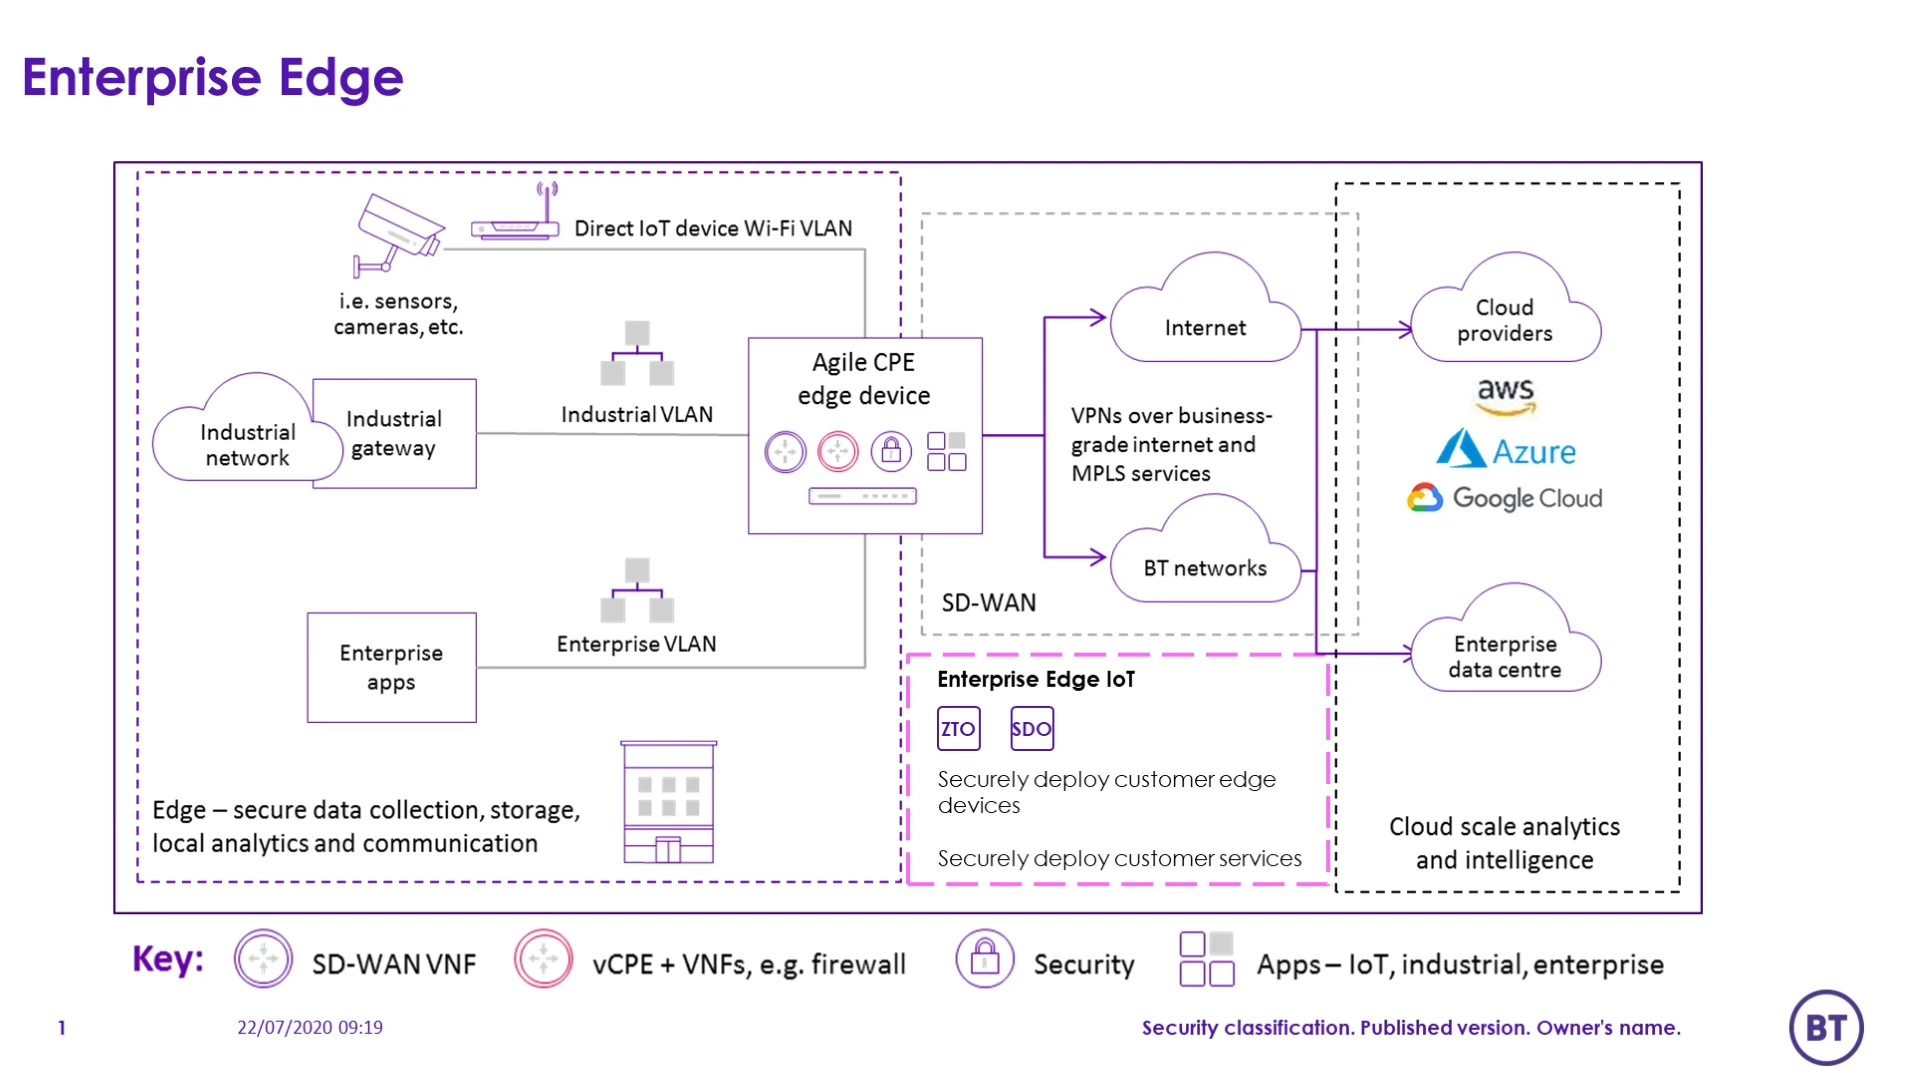 Enterprise Edge
Direct IoT device Wi-Fi VLAN
i.e. sensors,
cameras, etc.
Industrial
network
Industrial
gateway
Industrial VLAN
Agile CPE
edge device
Enterprise
apps
Enterprise VLAN
Edge – secure data collection, storage,
local analytics and communication
Internet
VPNs over business-
grade internet and
MPLS services
BT networks
SD-WAN
Enterprise Edge IoT
ZTO
SDO
Securely deploy customer edge
devices
Securely deploy customer services
Cloud
providers
aws
Azure
Google Cloud
Enterprise
data centre
Cloud scale analytics
and intelligence
Key:
SD-WAN VNF
vCPE + VNFs, e.g. firewall
Security
Apps – IoT, industrial, enterprise
1
22/07/2020 09:19
Security classification. Published version. Owner's name.
BT